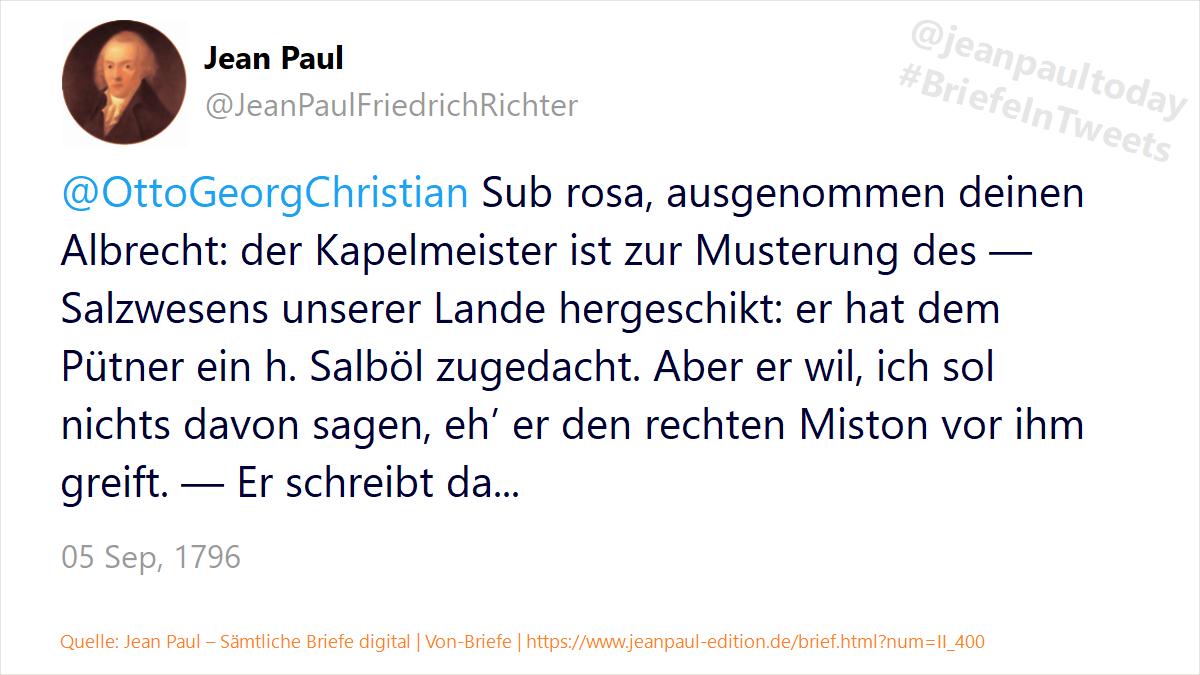 Jean Paul
@JeanPaulFriedrichRichter
@jeanpaultoday
#BriefeInTweets
@OttoGeorgChristian Sub rosa, ausgenommen deinen
Albrecht: der Kapelmeister ist zur Musterung des —
Salzwesens unserer Lande hergeschikt: er hat dem
Pütner ein h. Salböl zugedacht. Aber er wil, ich sol
nichts davon sagen, eh’ er den rechten Miston vor ihm
greift. — Er schreibt da...
05 Sep, 1796
Quelle: Jean Paul – Sämtliche Briefe digital | Von-Briefe | https://www.jeanpaul-edition.de/brief.html?num=II_400